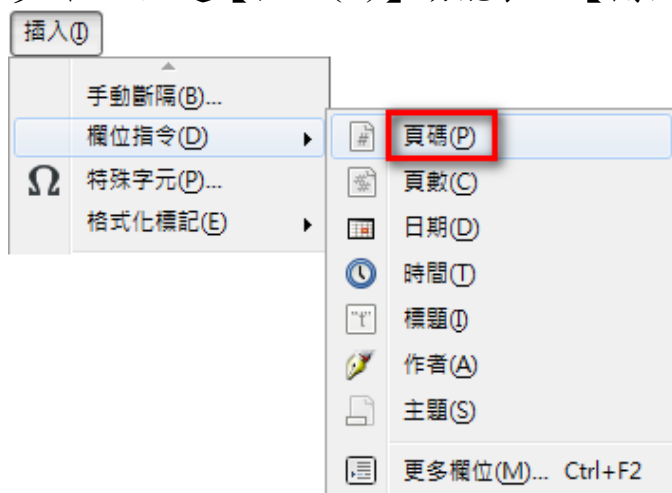 插入(I)
手動斷隔(B)...
欄位指令(D)
特殊字元(P)...
格式化標記(E)
頁碼(P)
頁數(C)
日期(D)
時間(T)
標題(I)
作者(A)
主題(S)
更多欄位(M)... Ctrl+F2